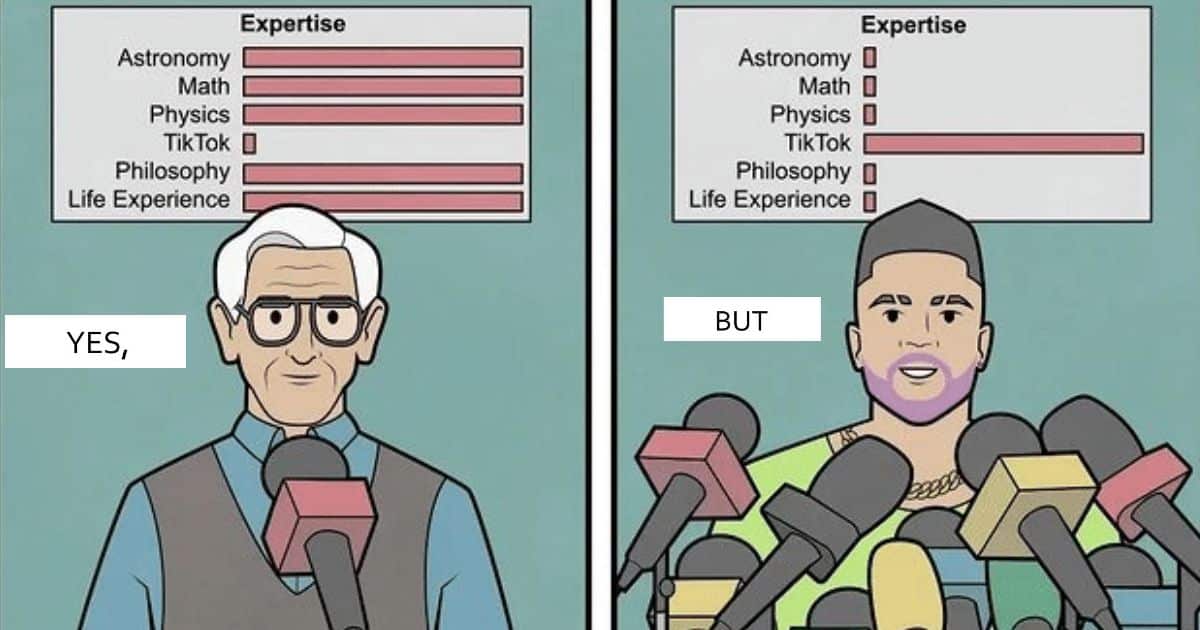 Expertise
Astronomy
Math
Physics
TikTok
Philosophy
Life Experience
YES,
Expertise
Astronomy
Math
Physics
TikTok
Philosophy
Life Experience
BUT